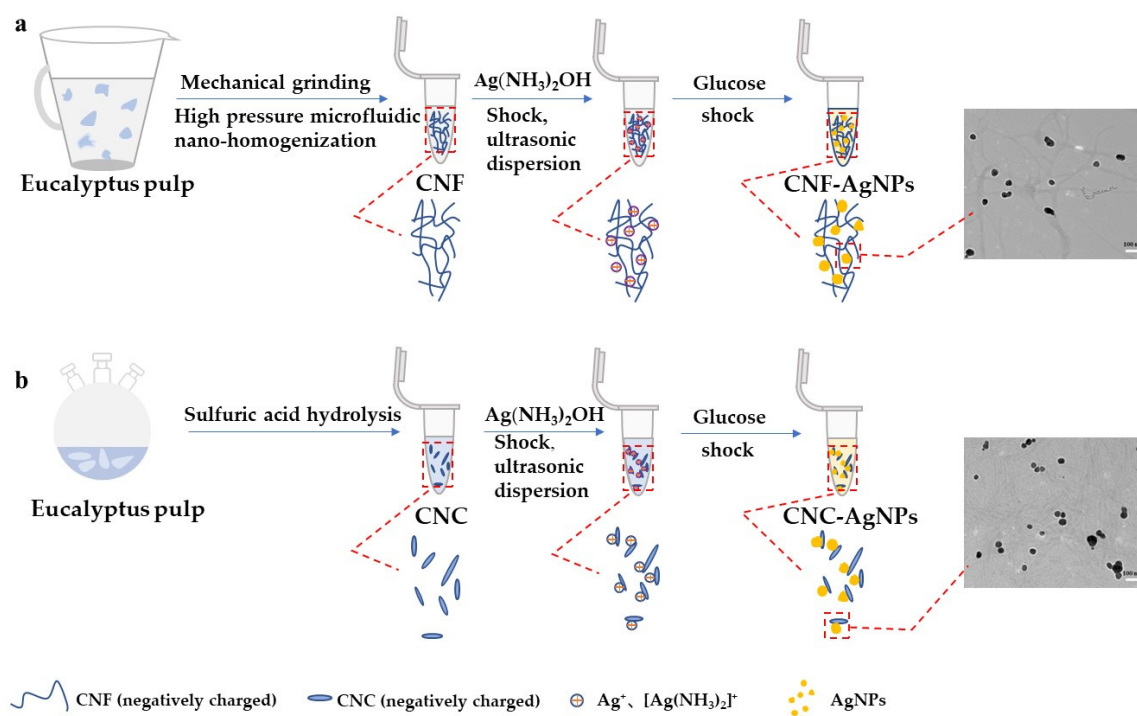 a
Mechanical grinding
High pressure microfluidic
nano-homogenization
Ag(NH₃)₂OH
Shock,
ultrasonic
dispersion
Glucose
shock
Eucalyptus pulp
CNF
CNF-AgNPs
b
Sulfuric acid hydrolysis
Ag(NH₃)₂OH
Shock,
ultrasonic
dispersion
Glucose
shock
Eucalyptus pulp
CNC
CNC-AgNPs
CNF (negatively charged)
CNC (negatively charged)
Ag⁺、[Ag(NH₃)₂]⁺
AgNPs